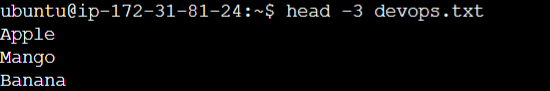 ubuntu@ip-172-31-81-24:~$ head -3 devops.txt
Apple
Mango
Banana